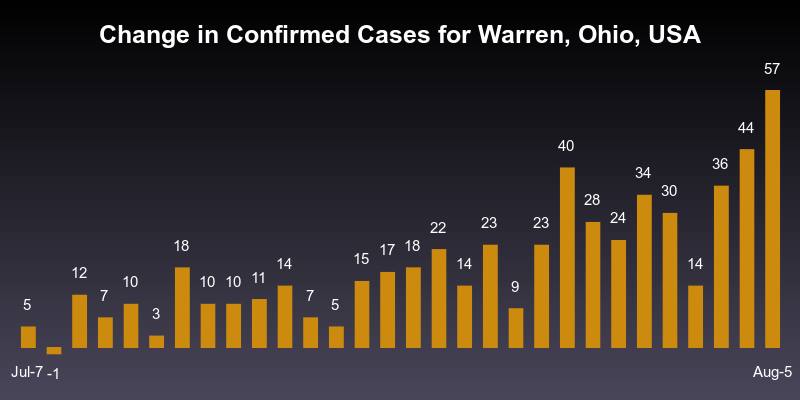 Change in Confirmed Cases for Warren, Ohio, USA
5 -1 12 7 10 3 18 10 10 11 14 7 5 15 17 18 22 14 23 9 23 40 28 24 34 30 14 36 44 57
Jul-7 Aug-5